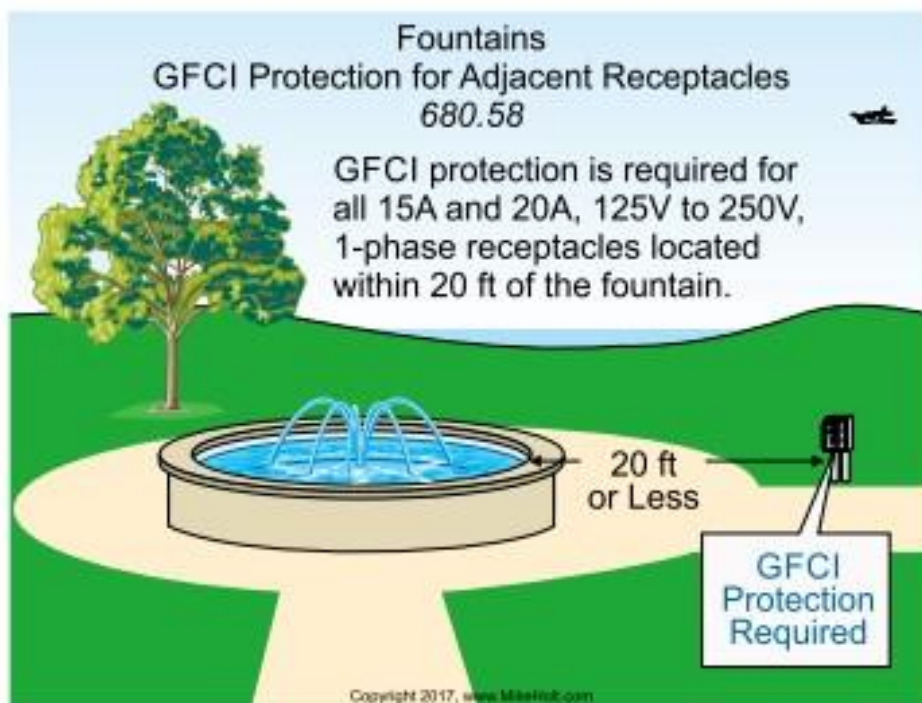 Fountains
GFCI Protection for Adjacent Receptacles
680.58
GFCI protection is required for
all 15A and 20A, 125V to 250V,
1-phase receptacles located
within 20 ft of the fountain.
20 ft
or Less
GFCI
Protection
Required
Copyright 2017, www.MikeHolt.com